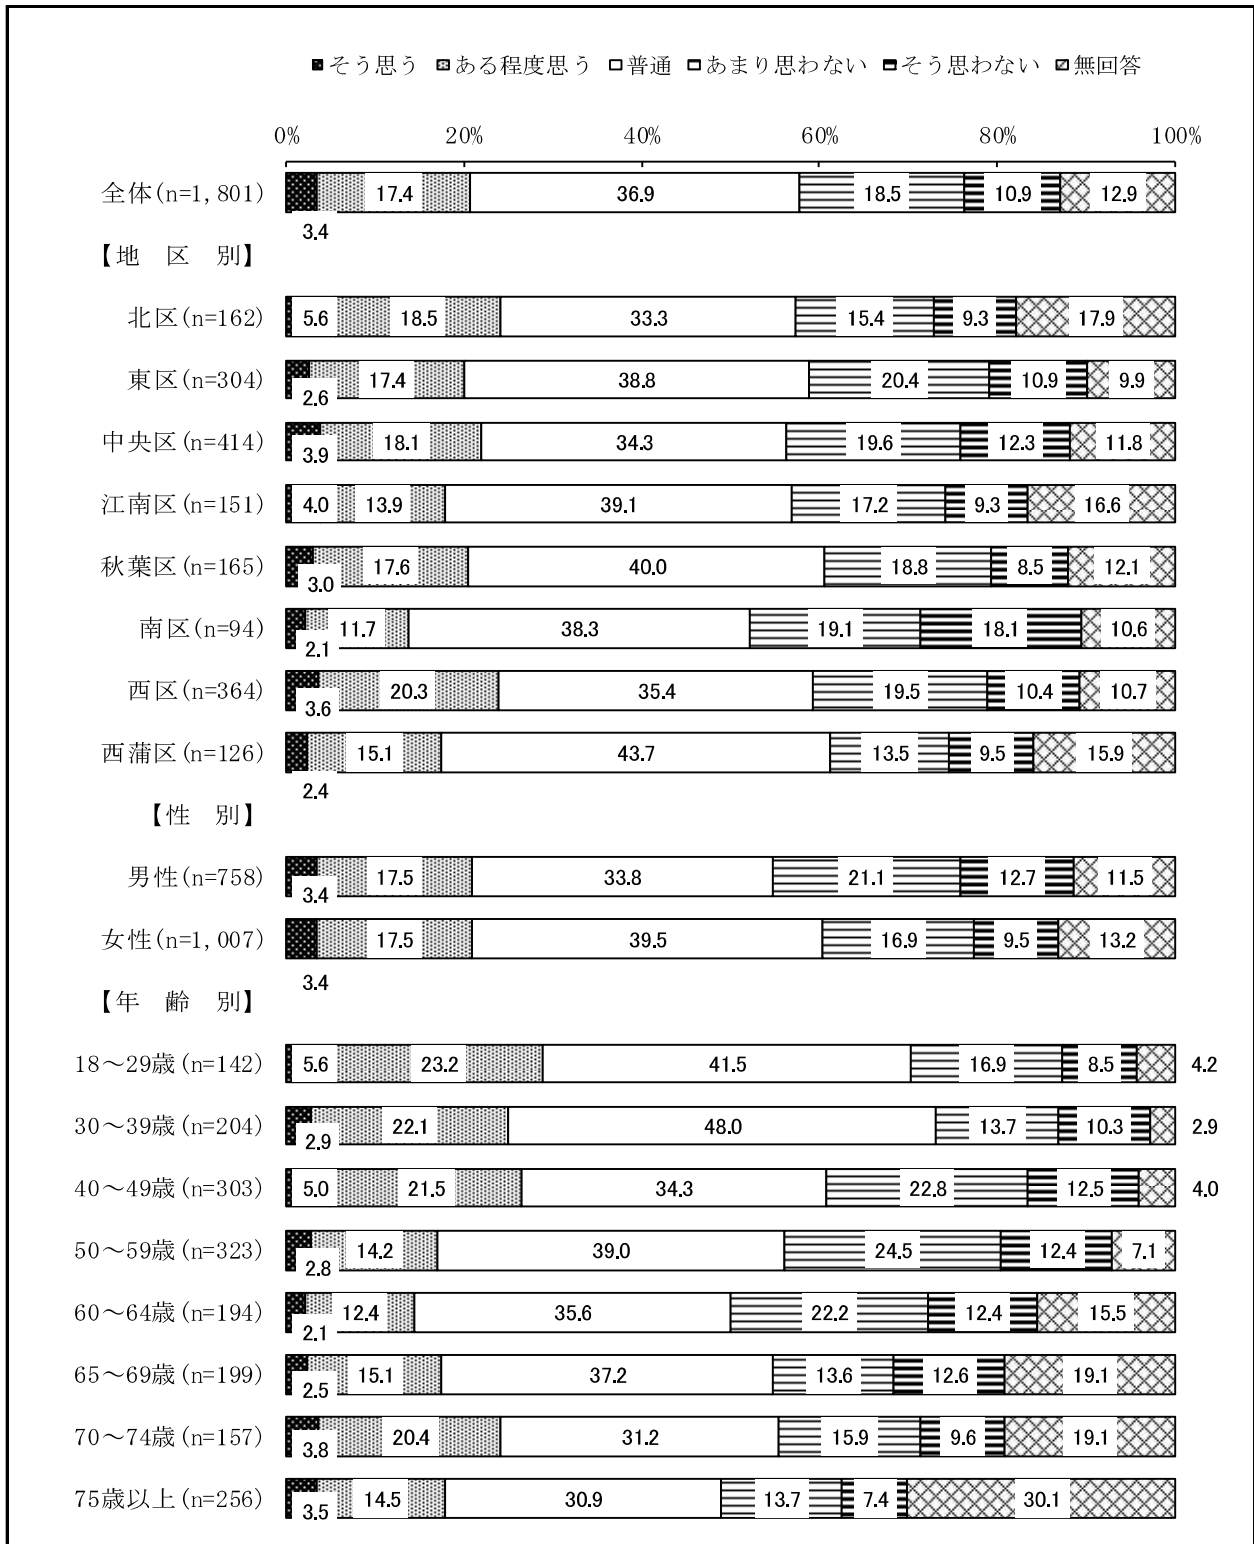 そう思う ある程度思う 普通 あまり思わない そう思わない 無回答
0% 20% 40% 60% 80% 100%
全体(n=1,801) 17.4 36.9 18.5 10.9 12.9
3.4
【地 区 別】
北区(n=162) 5.6 18.5 33.3 15.4 9.3 17.9
東区(n=304) 2.6 17.4 38.8 20.4 10.9 9.9
中央区(n=414) 3.9 18.1 34.3 19.6 12.3 11.8
江南区(n=151) 4.0 13.9 39.1 17.2 9.3 16.6
秋葉区(n=165) 3.0 17.6 40.0 18.8 8.5 12.1
南区(n=94) 2.1 11.7 38.3 19.1 18.1 10.6
西区(n=364) 3.6 20.3 35.4 19.5 10.4 10.7
西蒲区(n=126) 15.1 43.7 13.5 9.5 15.9
2.4
【性 別】
男性(n=758) 3.4 17.5 33.8 21.1 12.7 11.5
女性(n=1,007) 17.5 39.5 16.9 9.5 13.2
3.4
【年 齢 別】
18～29歳(n=142) 5.6 23.2 41.5 16.9 8.5 4.2
30～39歳(n=204) 2.9 22.1 48.0 13.7 10.3 2.9
40～49歳(n=303) 5.0 21.5 34.3 22.8 12.5 4.0
50～59歳(n=323) 2.8 14.2 39.0 24.5 12.4 7.1
60～64歳(n=194) 2.1 12.4 35.6 22.2 12.4 15.5
65～69歳(n=199) 2.5 15.1 37.2 13.6 12.6 19.1
70～74歳(n=157) 3.8 20.4 31.2 15.9 9.6 19.1
75歳以上(n=256) 3.5 14.5 30.9 13.7 7.4 30.1